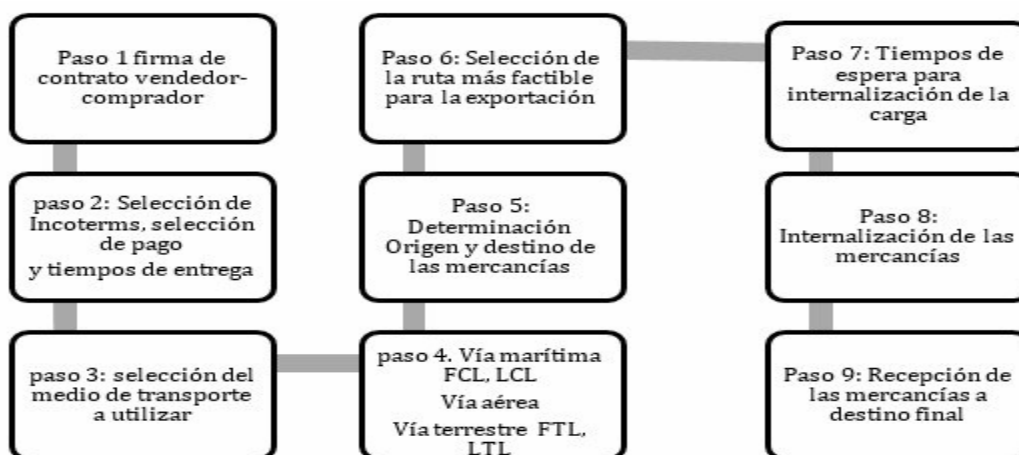 Paso 1 firma de
contrato vendedor-
comprador
paso 2: Selección de
Incoterms, selección
de pago
y tiempos de entrega
paso 3: selección del
medio de transporte
a utilizar
paso 4. Vía marítima
FCL, LCL
Vía aérea
Vía terrestre FTL,
LTL
Paso 5:
Determinación
Origen y destino de
las mercancías
Paso 6: Selección de
la ruta más factible
para la exportación
Paso 7: Tiempos de
espera para
internalización de la
carga
Paso 8:
Internalización de las
mercancías
Paso 9: Recepción de
las mercancías a
destino final